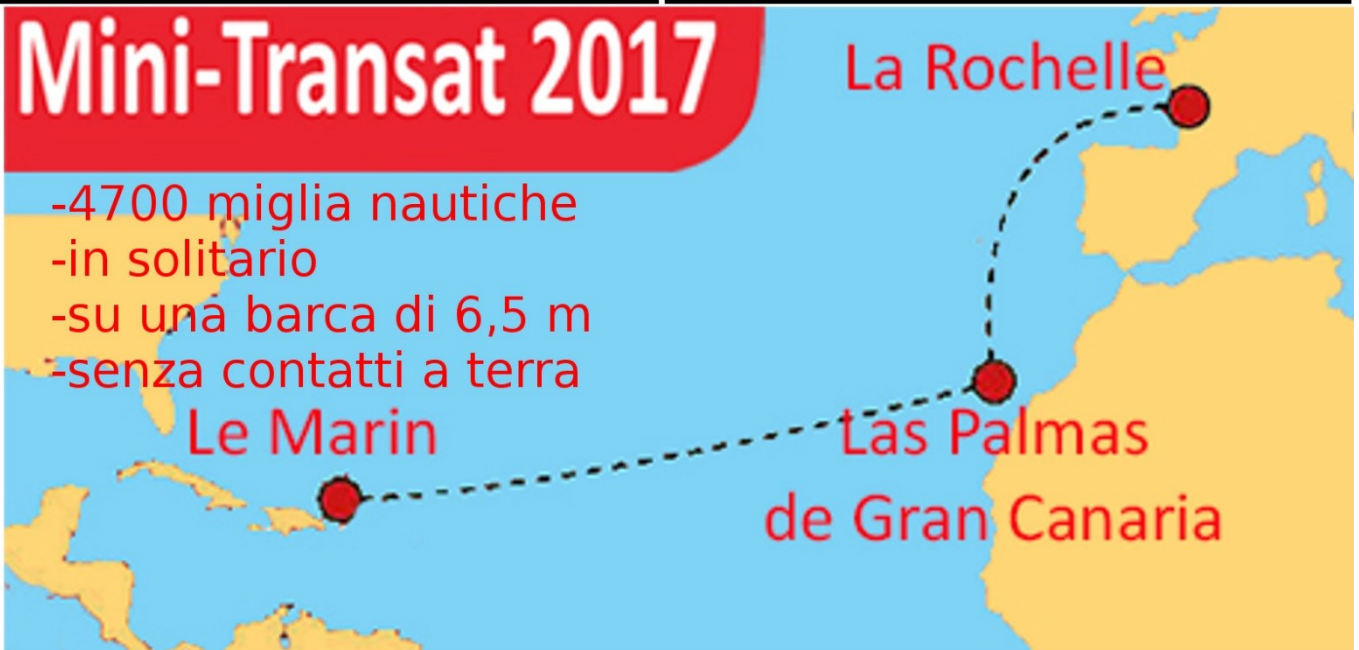 Mini-Transat 2017
La Rochelle
-4700 miglia nautiche
-in solitario
-su una barca di 6,5 m
-senza contatti a terra
Le Marin
Las Palmas
de Gran Canaria